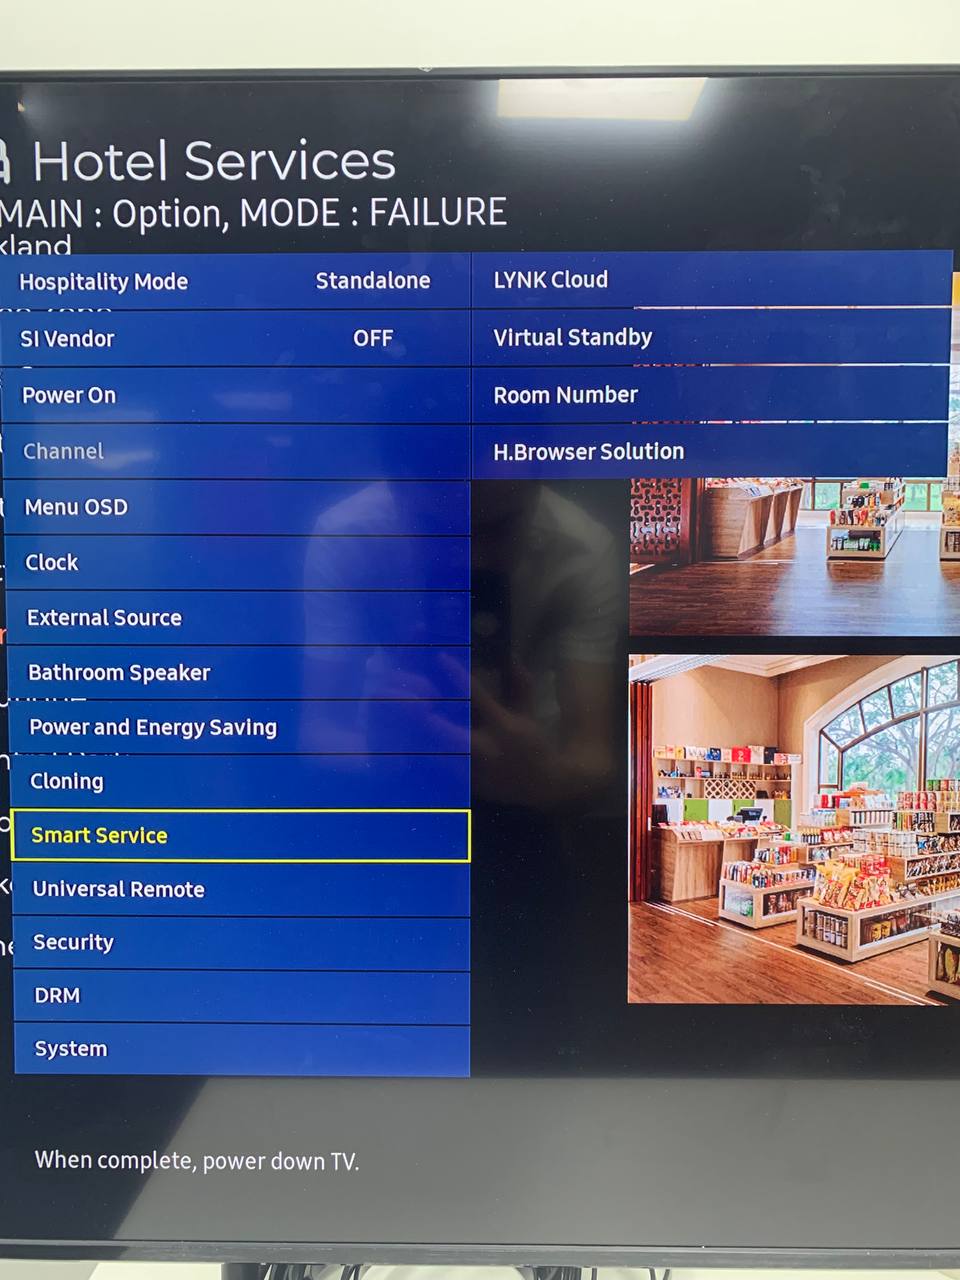 Hotel Services
MAIN : Option, MODE : FAILURE
Hospitality Mode Standalone
SI Vendor OFF
Power On
Channel
Menu OSD
Clock
External Source
Bathroom Speaker
Power and Energy Saving
Cloning
Smart Service
Universal Remote
Security
DRM
System
LYNK Cloud
Virtual Standby
Room Number
H.Browser Solution
When complete, power down TV.